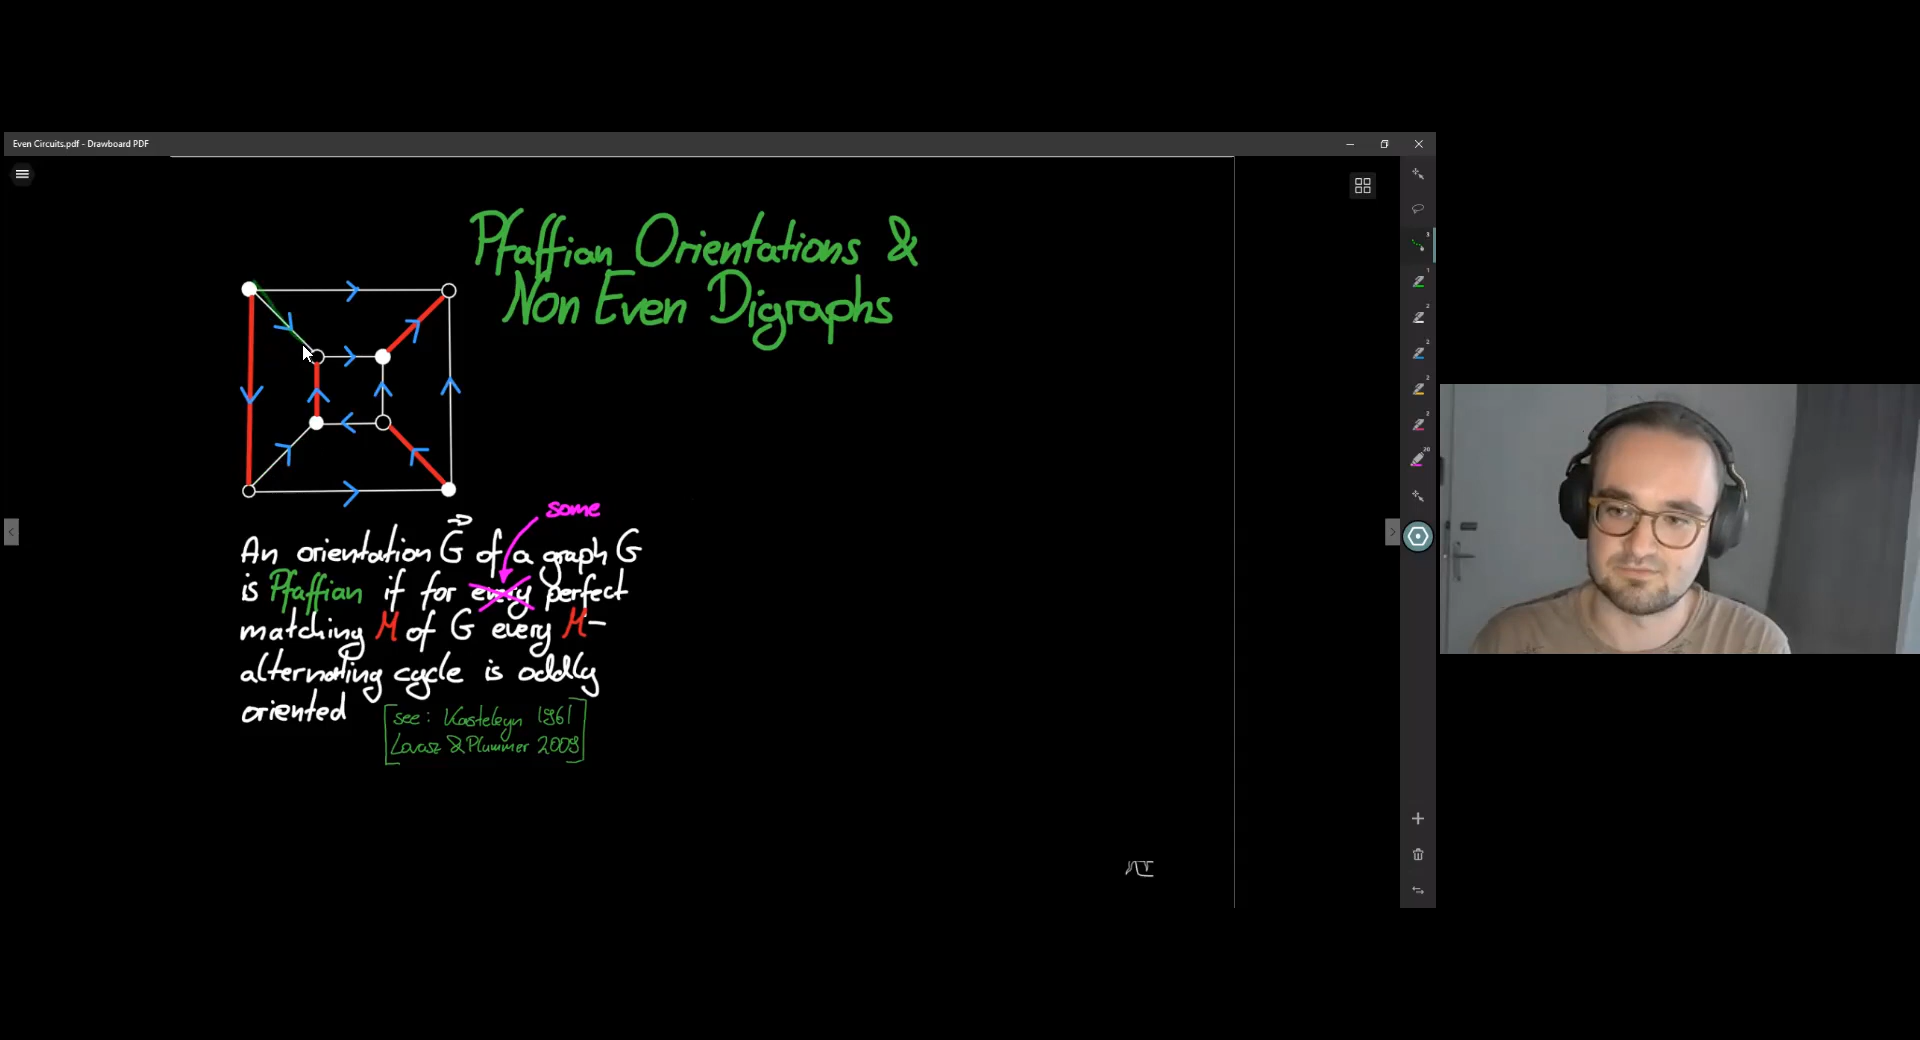 Even Circuits.pdf - Drawboard PDF
Pfaffian Orientations &
Non Even Digraphs
some
An orientation G of a graph G
is Pfaffian if for every perfect
matching M of G every M-
alternating cycle is oddly
oriented
[see: Kasteleyn 1961
Lovasz & Plummer 2009]